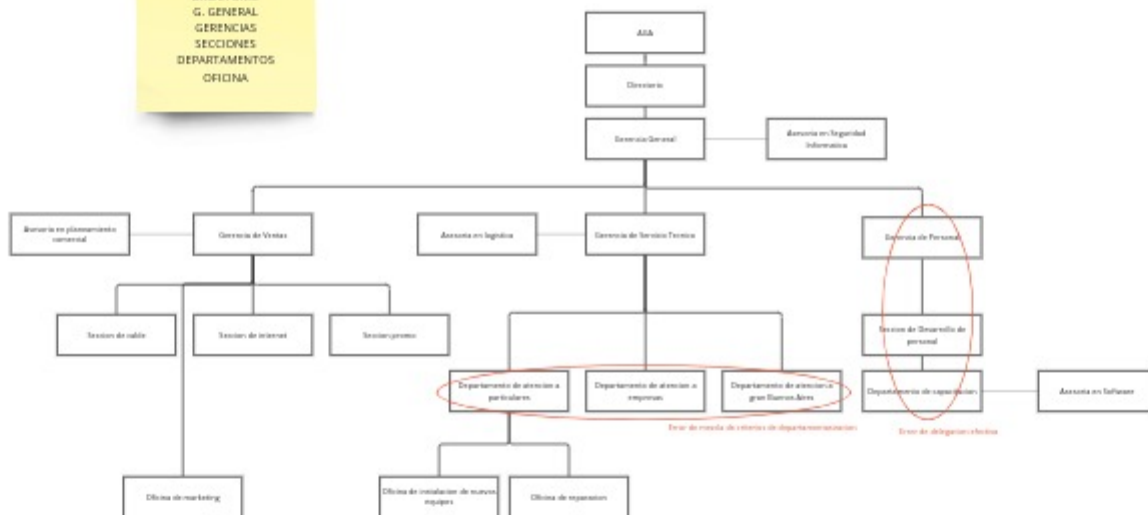 G. GENERAL
GERENCIAS
SECCIONES
DEPARTAMENTOS
OFICINA
Directorio
Gerencia General
Asesoria en Seguridad
Informatica
Asesoria en planeamiento
comercial
Gerencia de Ventas
Asesoria en logistica
Gerencia de Servicio Tecnico
Gerencia de Personal
Seccion de cable
Seccion de internet
Seccion promo
Seccion de Desarrollo de
personal
Departamento de atencion a
particulares
Departamento de atencion a
empresas
Departamento de atencion a
gran Buenos Aires
Departamento de capacitacion
Asesoria en Software
Error de mezcla de criterios de departamentalizacion
Error de delegacion efectiva
Oficina de marketing
Oficina de instalacion de nuevos
equipos
Oficina de reparacion